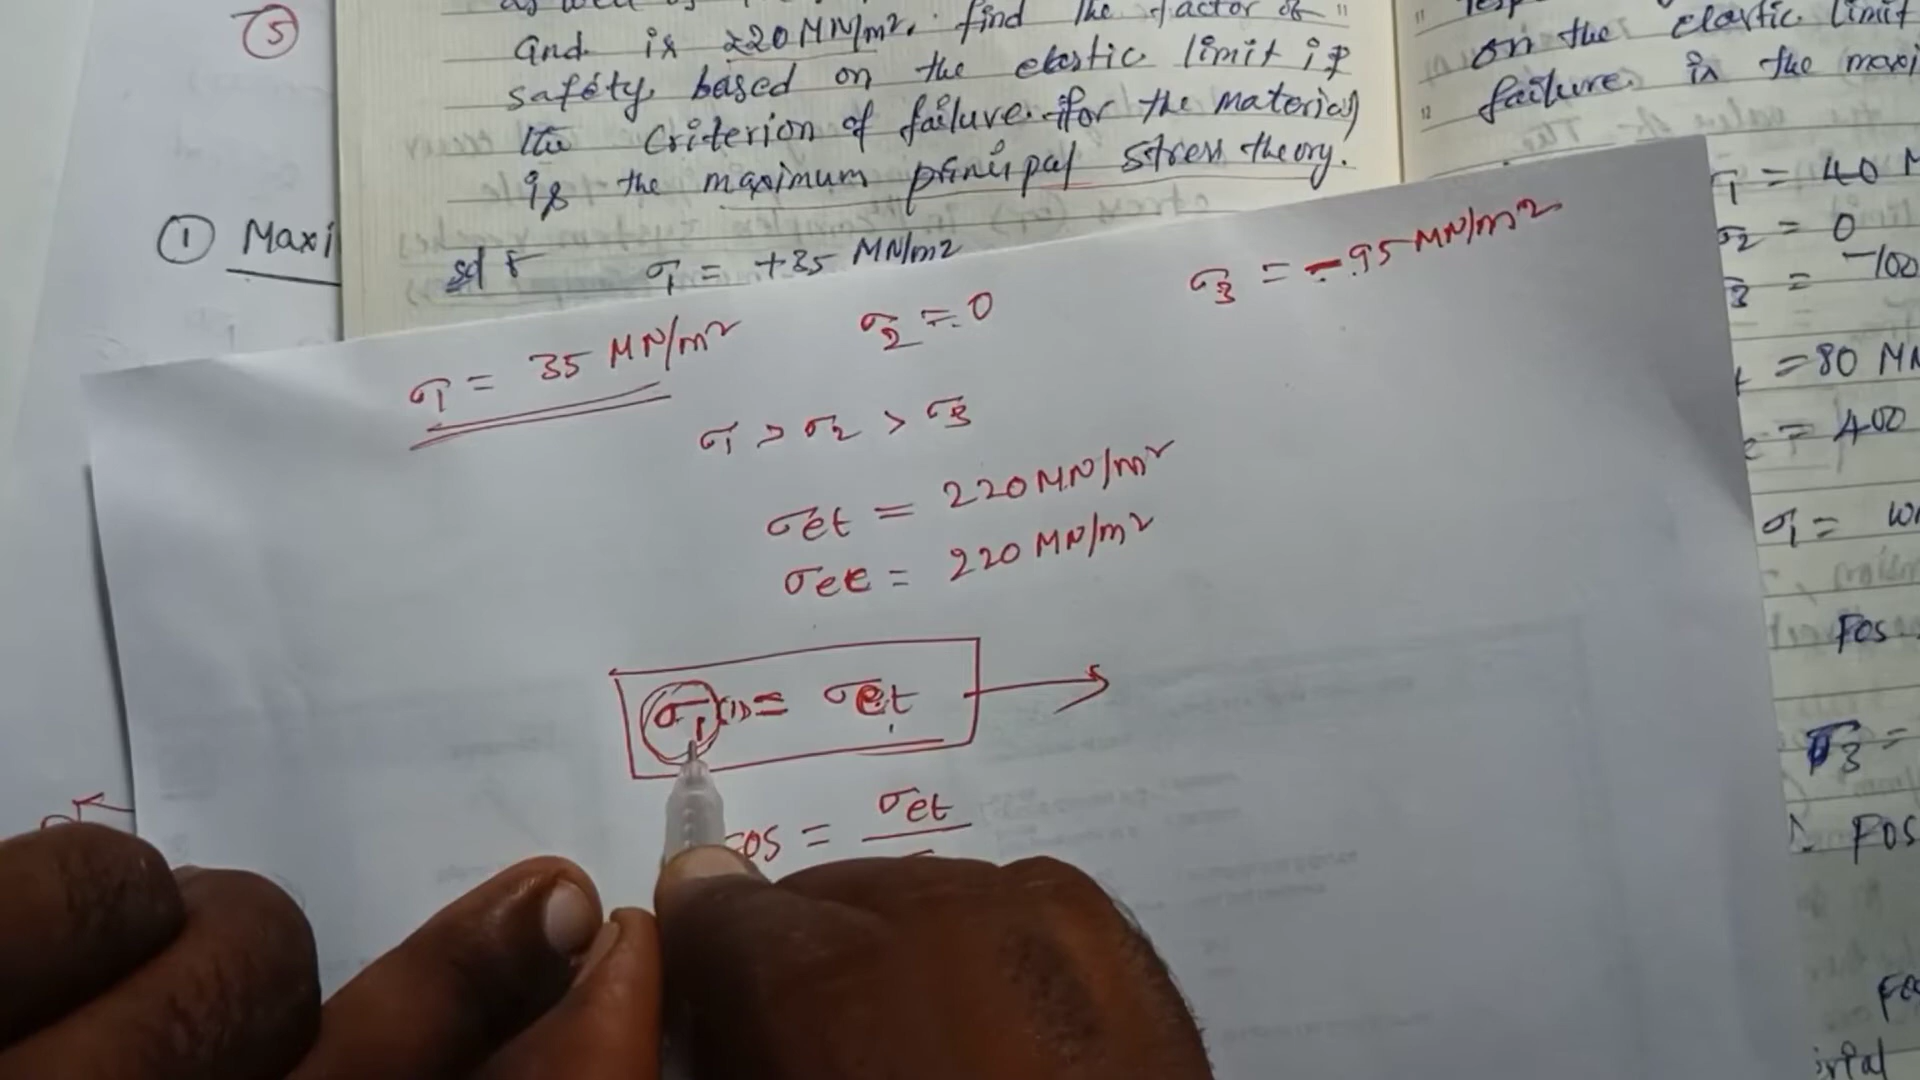 5
and is 220 MN/m². find the factor of
safety based on the elastic limit if
the criterion of failure for the material
is the maximum principal stress theory.
① Maxi
sol σ1 = +35 MN/m2
on the elastic limit
failure. is the maxi
σ1 = 35 MN/m²
σ2 = 0
σ3 = -95 MN/m²
σ1 > σ2 > σ3
σet = 220 MN/m²
σec = 220 MN/m²
σ1 = σet
FOS = σet
σ1 = 40 M
σ2 = 0
3 = -100
t = 80 MN
c = 400
σ1 =
FOS
σ3 =
FOS